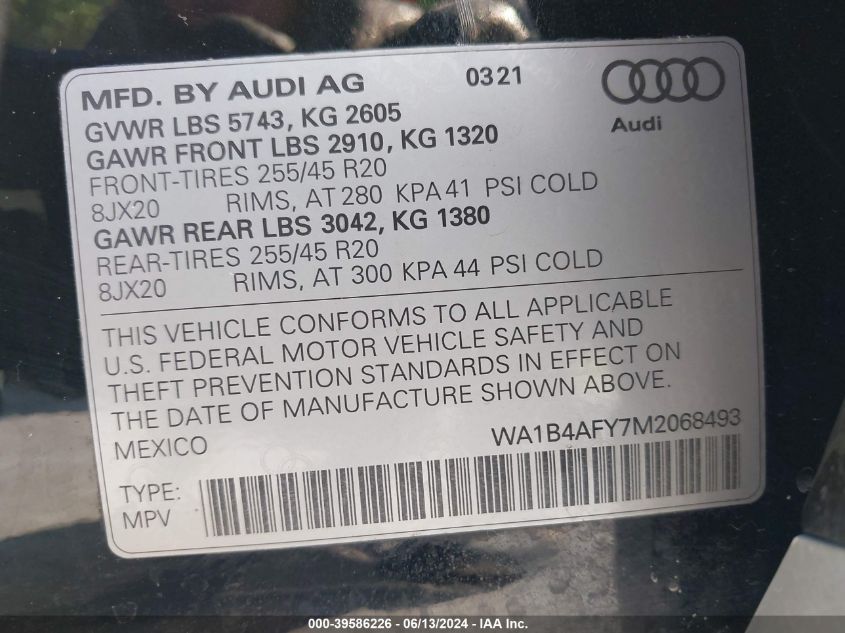 MFD. BY AUDI AG 0321
Audi
GVWR LBS 5743, KG 2605
GAWR FRONT LBS 2910, KG 1320
FRONT-TIRES 255/45 R20
8JX20 RIMS, AT 280 KPA 41 PSI COLD
GAWR REAR LBS 3042, KG 1380
REAR-TIRES 255/45 R20
8JX20 RIMS, AT 300 KPA 44 PSI COLD
THIS VEHICLE CONFORMS TO ALL APPLICABLE
U.S. FEDERAL MOTOR VEHICLE SAFETY AND
THEFT PREVENTION STANDARDS IN EFFECT ON
THE DATE OF MANUFACTURE SHOWN ABOVE.
MEXICO WA1B4AFY7M2068493
TYPE:
MPV
000-39586226 - 06/13/2024 - IAA Inc.